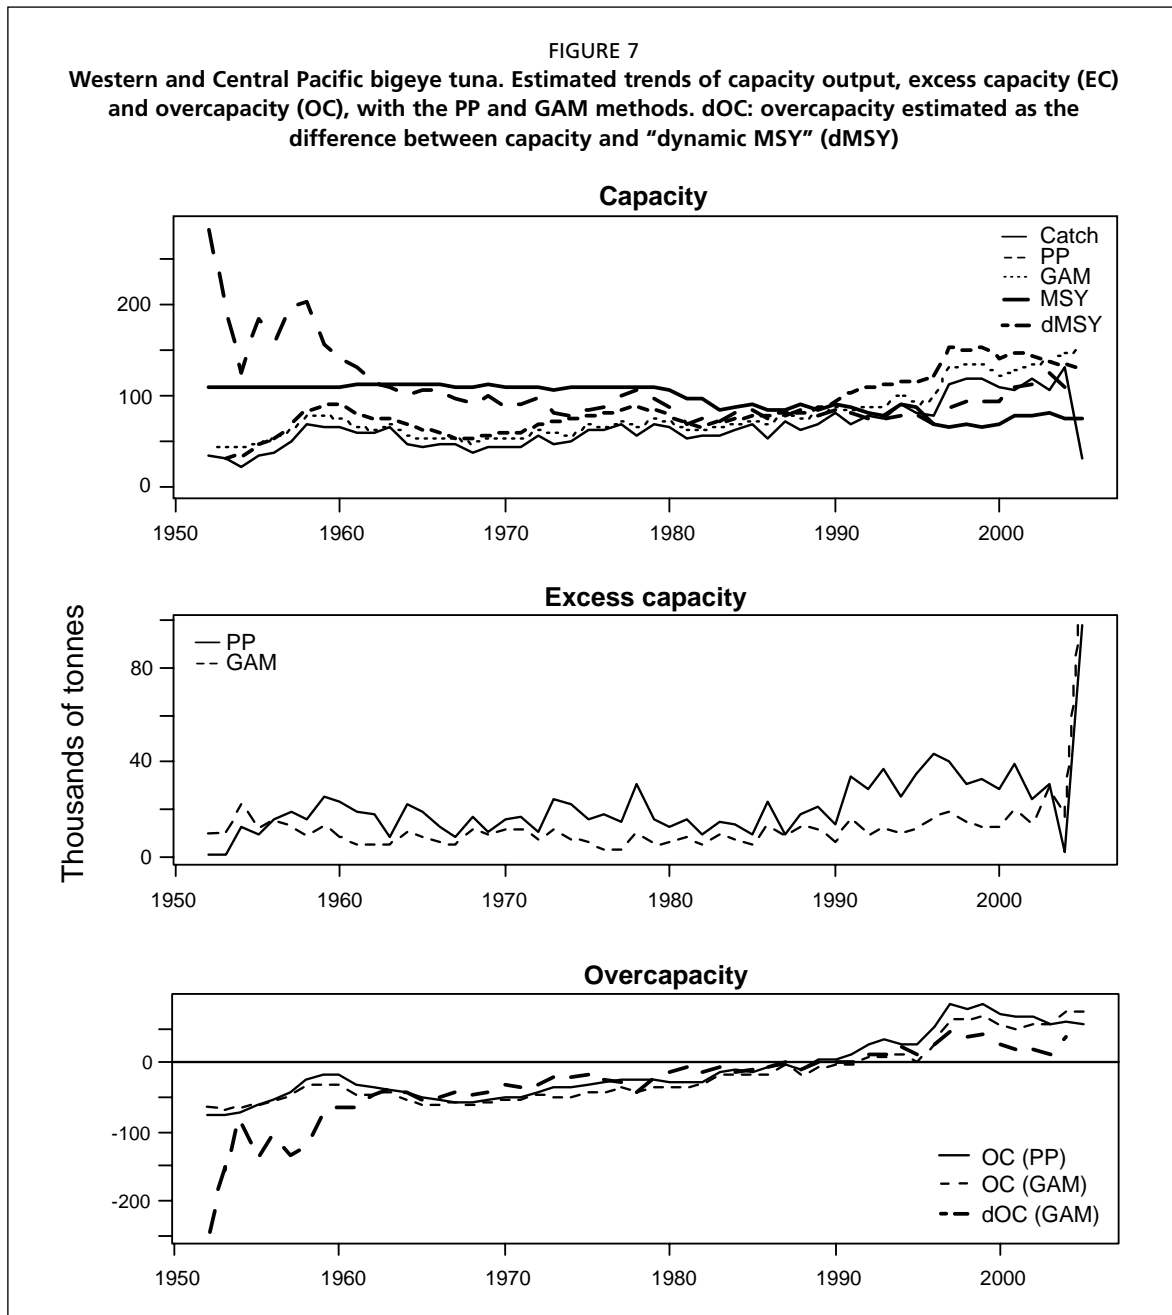 FIGURE 7
Western and Central Pacific bigeye tuna. Estimated trends of capacity output, excess capacity (EC)
and overcapacity (OC), with the PP and GAM methods. dOC: overcapacity estimated as the
difference between capacity and “dynamic MSY” (dMSY)
Capacity
Catch
PP
GAM
MSY
dMSY
200
100
0
1950 1960 1970 1980 1990 2000
Thousands of tonnes
Excess capacity
PP
GAM
80
40
0
1950 1960 1970 1980 1990 2000
Overcapacity
0
-100
-200
OC (PP)
OC (GAM)
dOC (GAM)
1950 1960 1970 1980 1990 2000